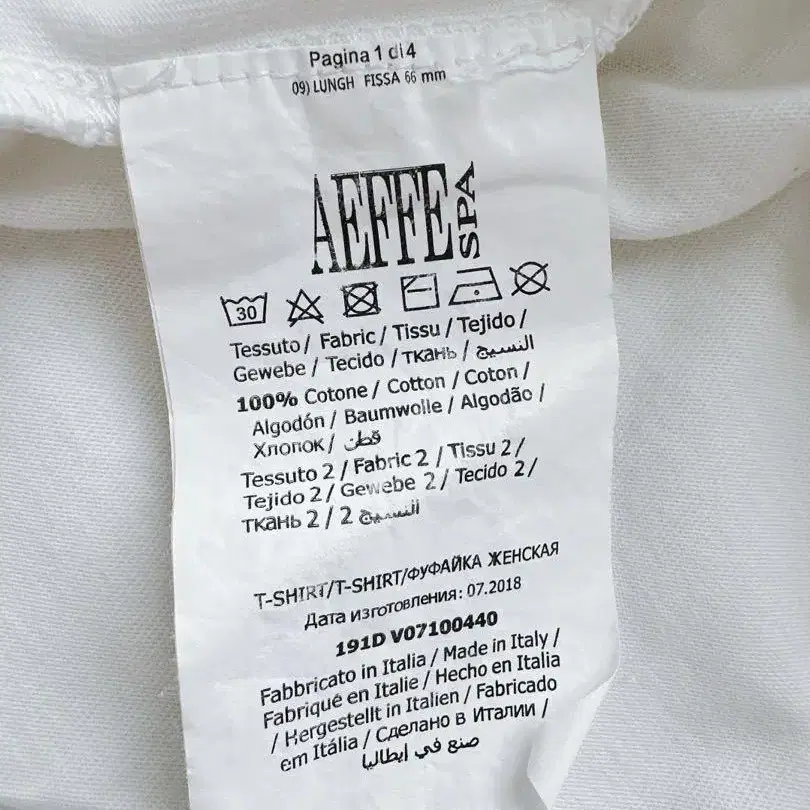 Pagina 1 di 4
09) LUNGH FISSA 66 mm
AEFFE SPA
30
Tessuto / Fabric / Tissu / Tejido /
Gewebe / Tecido / ткань / النسيج
100% Cotone / Cotton / Coton /
Algodón / Baumwolle / Algodão /
Хлопок / قطن
Tessuto 2 / Fabric 2 / Tissu 2 /
Tejido 2 / Gewebe 2 / Tecido 2 /
ткань 2 / 2 النسيج
T-SHIRT/T-SHIRT/ФУФАЙКА ЖЕНСКАЯ
Дата изготовления: 07.2018
191D V07100440
Fabbricato in Italia / Made in Italy /
Fabriqué en Italie / Hecho en Italia
/ Hergestellt in Italien / Fabricado
em Itália / Сделано в Италии /
صنع في إيطاليا